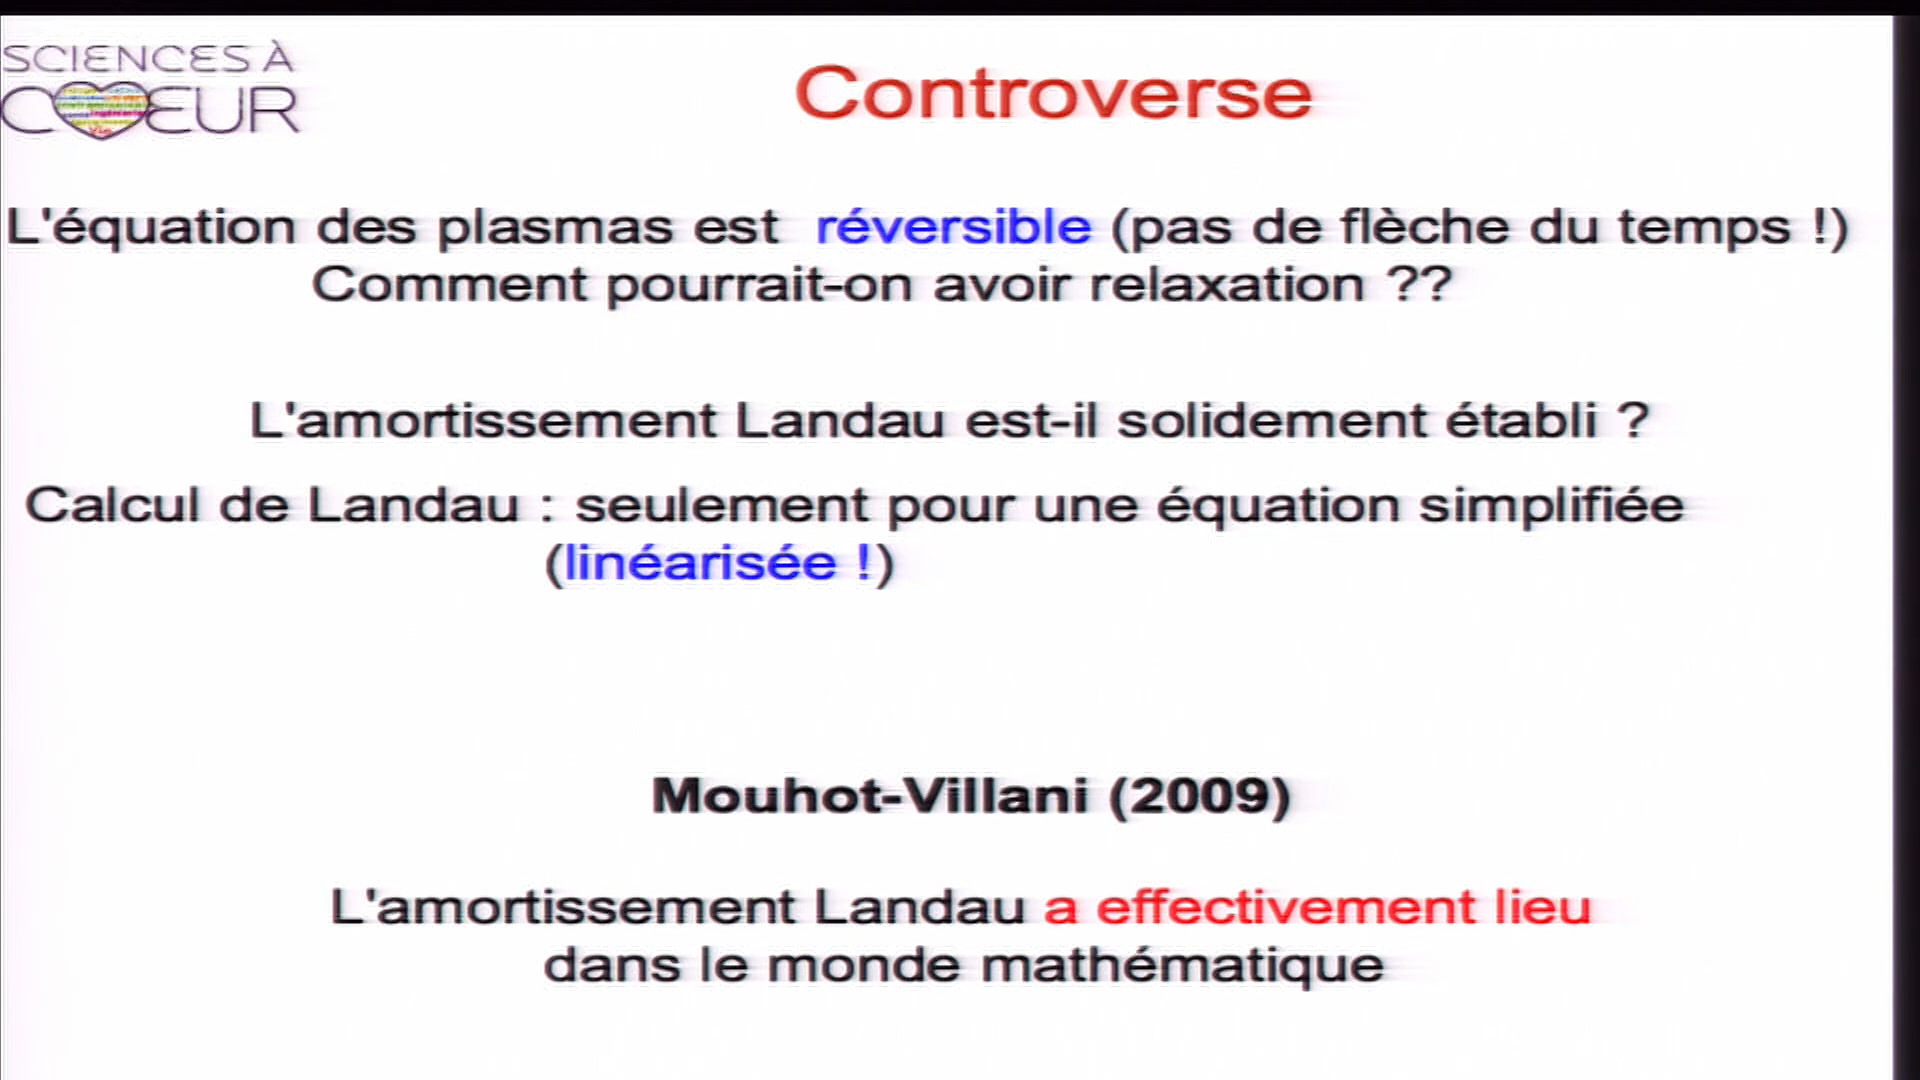 SCIENCES À
CŒUR
Controverse
L'équation des plasmas est réversible (pas de flèche du temps !)
Comment pourrait-on avoir relaxation ??
L'amortissement Landau est-il solidement établi ?
Calcul de Landau : seulement pour une équation simplifiée
(linéarisée !)
Mouhot-Villani (2009)
L'amortissement Landau a effectivement lieu
dans le monde mathématique